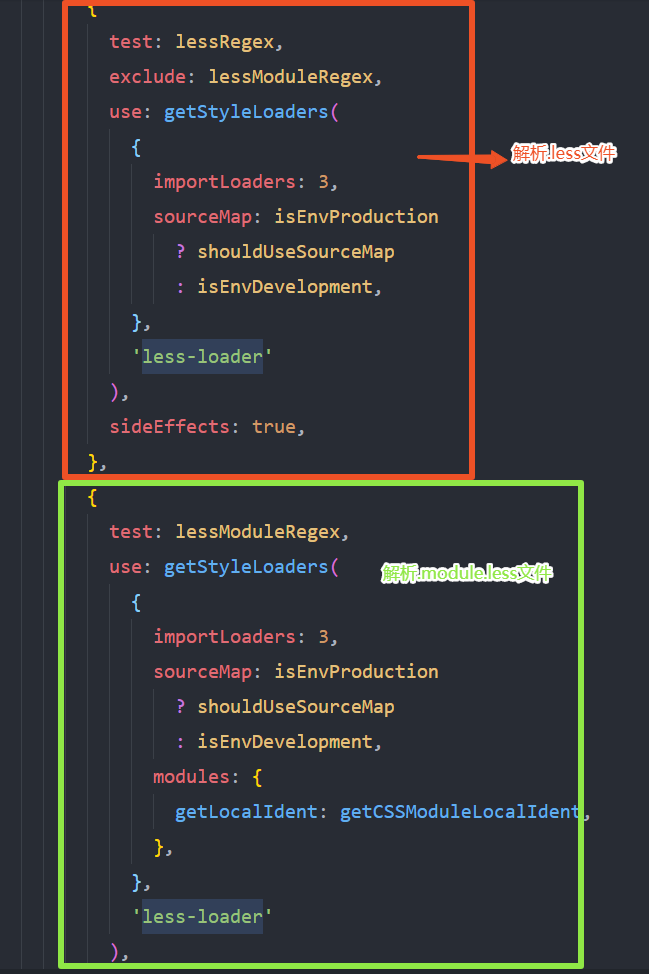 {
test: lessRegex,
exclude: lessModuleRegex,
use: getStyleLoaders(
{
importLoaders: 3,
sourceMap: isEnvProduction
? shouldUseSourceMap
: isEnvDevelopment,
},
'less-loader'
),
sideEffects: true,
},
解析.less文件
{
test: lessModuleRegex,
use: getStyleLoaders(
解析.module.less文件
{
importLoaders: 3,
sourceMap: isEnvProduction
? shouldUseSourceMap
: isEnvDevelopment,
modules: {
getLocalIdent: getCSSModuleLocalIdent,
},
},
'less-loader'
),